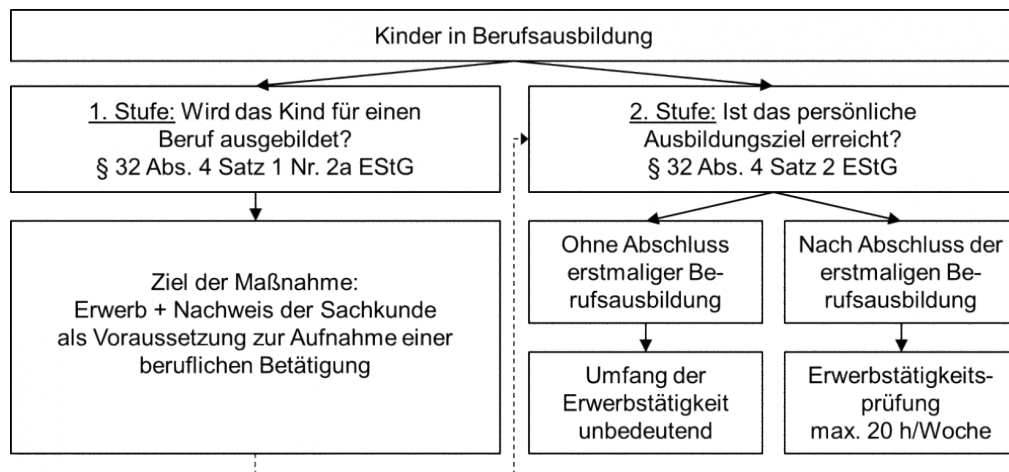 Kinder in Berufsausbildung
1. Stufe: Wird das Kind für einen
Beruf ausgebildet?
§ 32 Abs. 4 Satz 1 Nr. 2a EStG
2. Stufe: Ist das persönliche
Ausbildungsziel erreicht?
§ 32 Abs. 4 Satz 2 EStG
Ziel der Maßnahme:
Erwerb + Nachweis der Sachkunde
als Voraussetzung zur Aufnahme einer
beruflichen Betätigung
Ohne Abschluss
erstmaliger Be-
rufsausbildung
Nach Abschluss der
erstmaligen Be-
rufsausbildung
Umfang der
Erwerbstätigkeit
unbedeutend
Erwerbstätigkeits-
prüfung
max. 20 h/Woche